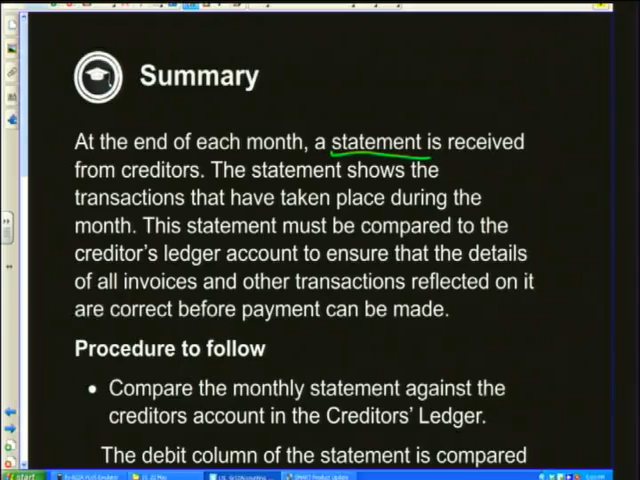 Summary
At the end of each month, a statement is received
from creditors. The statement shows the
transactions that have taken place during the
month. This statement must be compared to the
creditor's ledger account to ensure that the details
of all invoices and other transactions reflected on it
are correct before payment can be made.
Procedure to follow
• Compare the monthly statement against the
creditors account in the Creditors' Ledger.
The debit column of the statement is compared
start
SMART Product Update